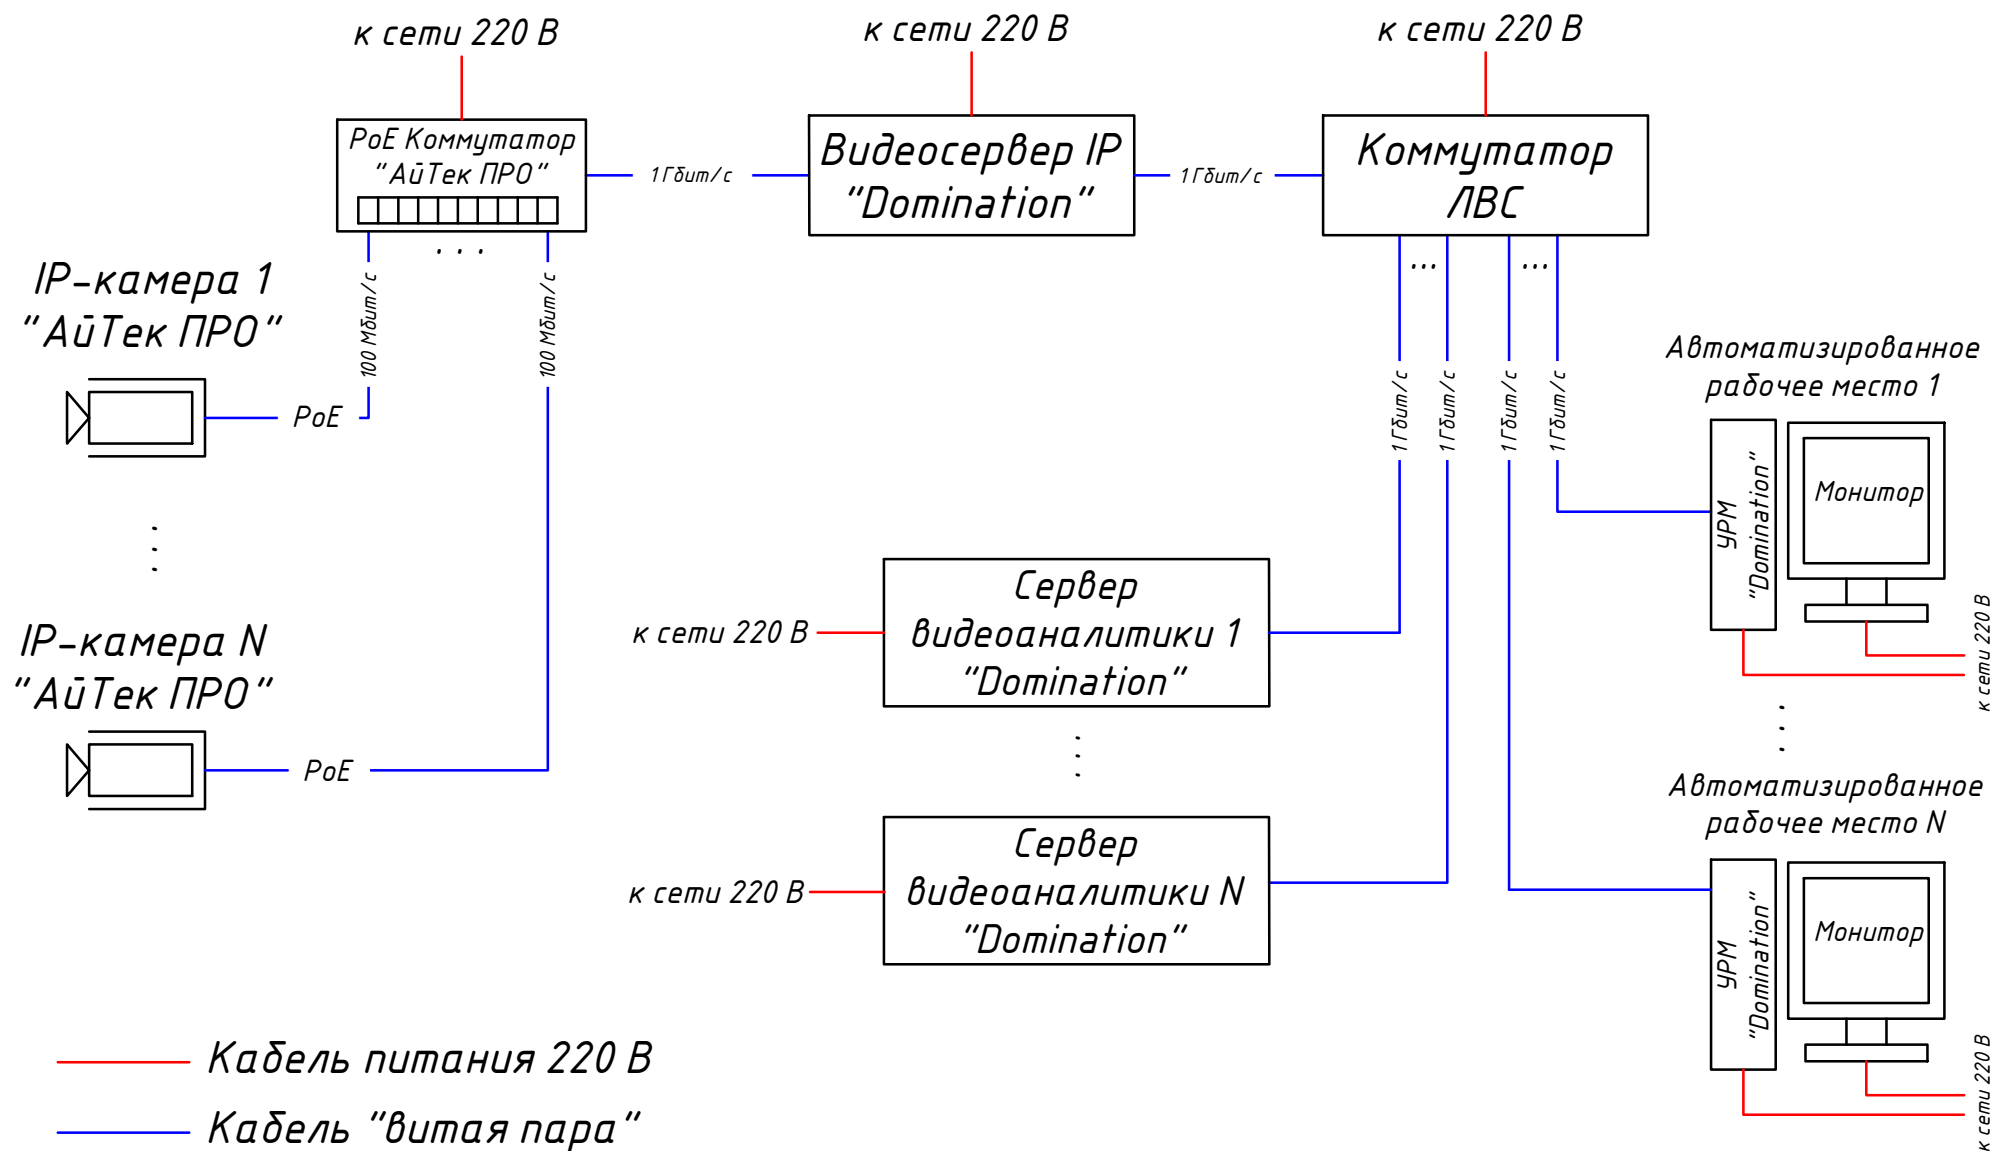 к сети 220 В
к сети 220 В
к сети 220 В
PoE Коммутатор
"АйТек ПРО"
1 Гбит/с
Видеосервер IP
"Domination"
1 Гбит/с
Коммутатор
ЛВС
. . .
...
...
IP-камера 1
"АйТек ПРО"
100 Мбит/с
100 Мбит/с
PoE
1 Гбит/с
1 Гбит/с
1 Гбит/с
1 Гбит/с
Автоматизированное
рабочее место 1
УРМ
"Domination"
Монитор
к сети 220 В
. . .
IP-камера N
"АйТек ПРО"
PoE
к сети 220 В
Сервер
видеоаналитики 1
"Domination"
. . .
к сети 220 В
Сервер
видеоаналитики N
"Domination"
. . .
Автоматизированное
рабочее место N
УРМ
"Domination"
Монитор
к сети 220 В
Кабель питания 220 В
Кабель "витая пара"